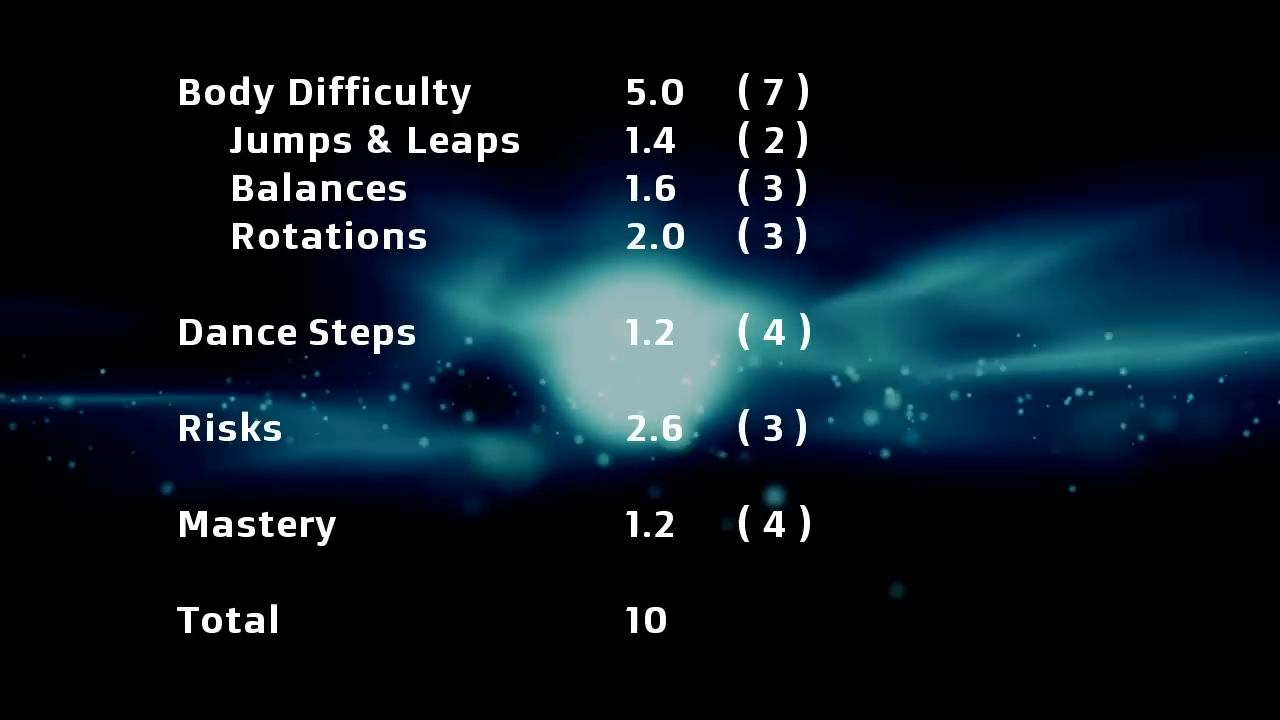 Body Difficulty 5.0 ( 7 )
Jumps & Leaps 1.4 ( 2 )
Balances 1.6 ( 3 )
Rotations 2.0 ( 3 )
Dance Steps 1.2 ( 4 )
Risks 2.6 ( 3 )
Mastery 1.2 ( 4 )
Total 10